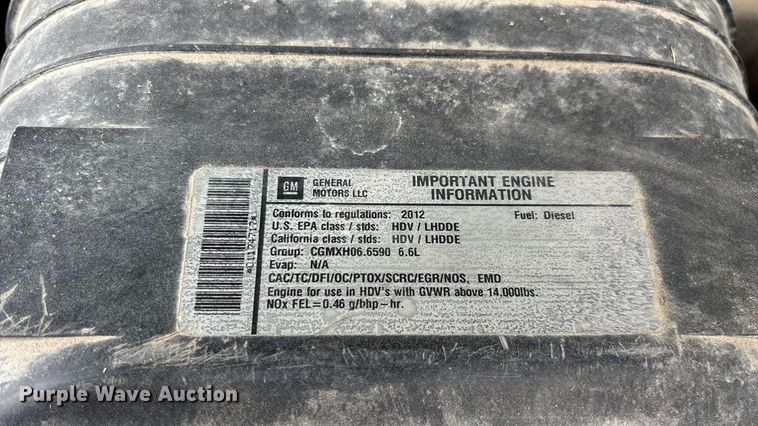 GM GENERAL MOTORS LLC
IMPORTANT ENGINE INFORMATION
Conforms to regulations: 2012 Fuel: Diesel
U.S. EPA class / stds: HDV / LHDDE
California class / stds: HDV / LHDDE
Group: CGMXH06.6590 6.6L
Evap: N/A
CAC/TC/DFI/OC/PTOX/SCRC/EGR/NOS, EMD
Engine for use in HDV's with GVWR above 14,000lbs.
NOx FEL=0.46 g/bhp-hr.
Purple Wave Auction